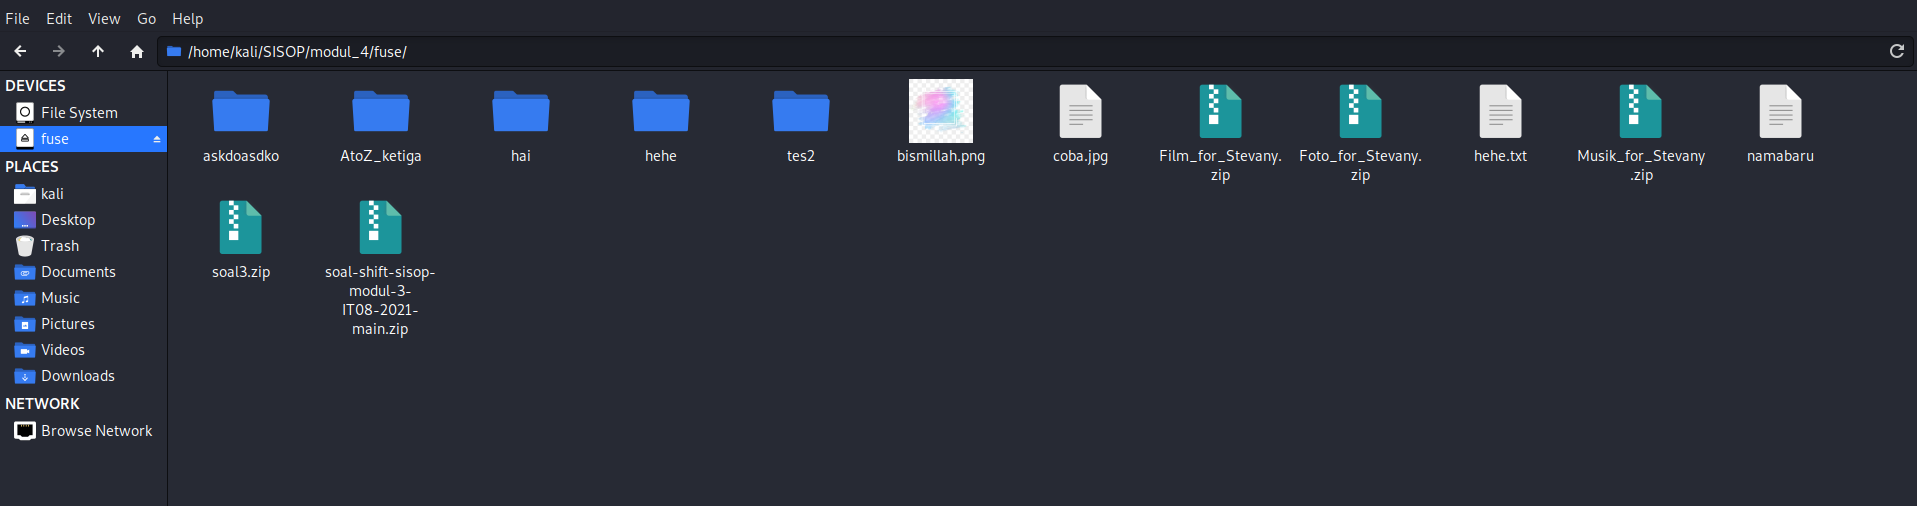 File Edit View Go Help
/home/kali/SISOP/modul_4/fuse/
DEVICES
File System
fuse
PLACES
kali
Desktop
Trash
Documents
Music
Pictures
Videos
Downloads
NETWORK
Browse Network
askdoasdko
AtoZ_ketiga
hai
hehe
tes2
bismillah.png
coba.jpg
Film_for_Stevany.
zip
Foto_for_Stevany.
zip
hehe.txt
Musik_for_Stevany
.zip
namabaru
soal3.zip
soal-shift-sisop-
modul-3-
IT08-2021-
main.zip